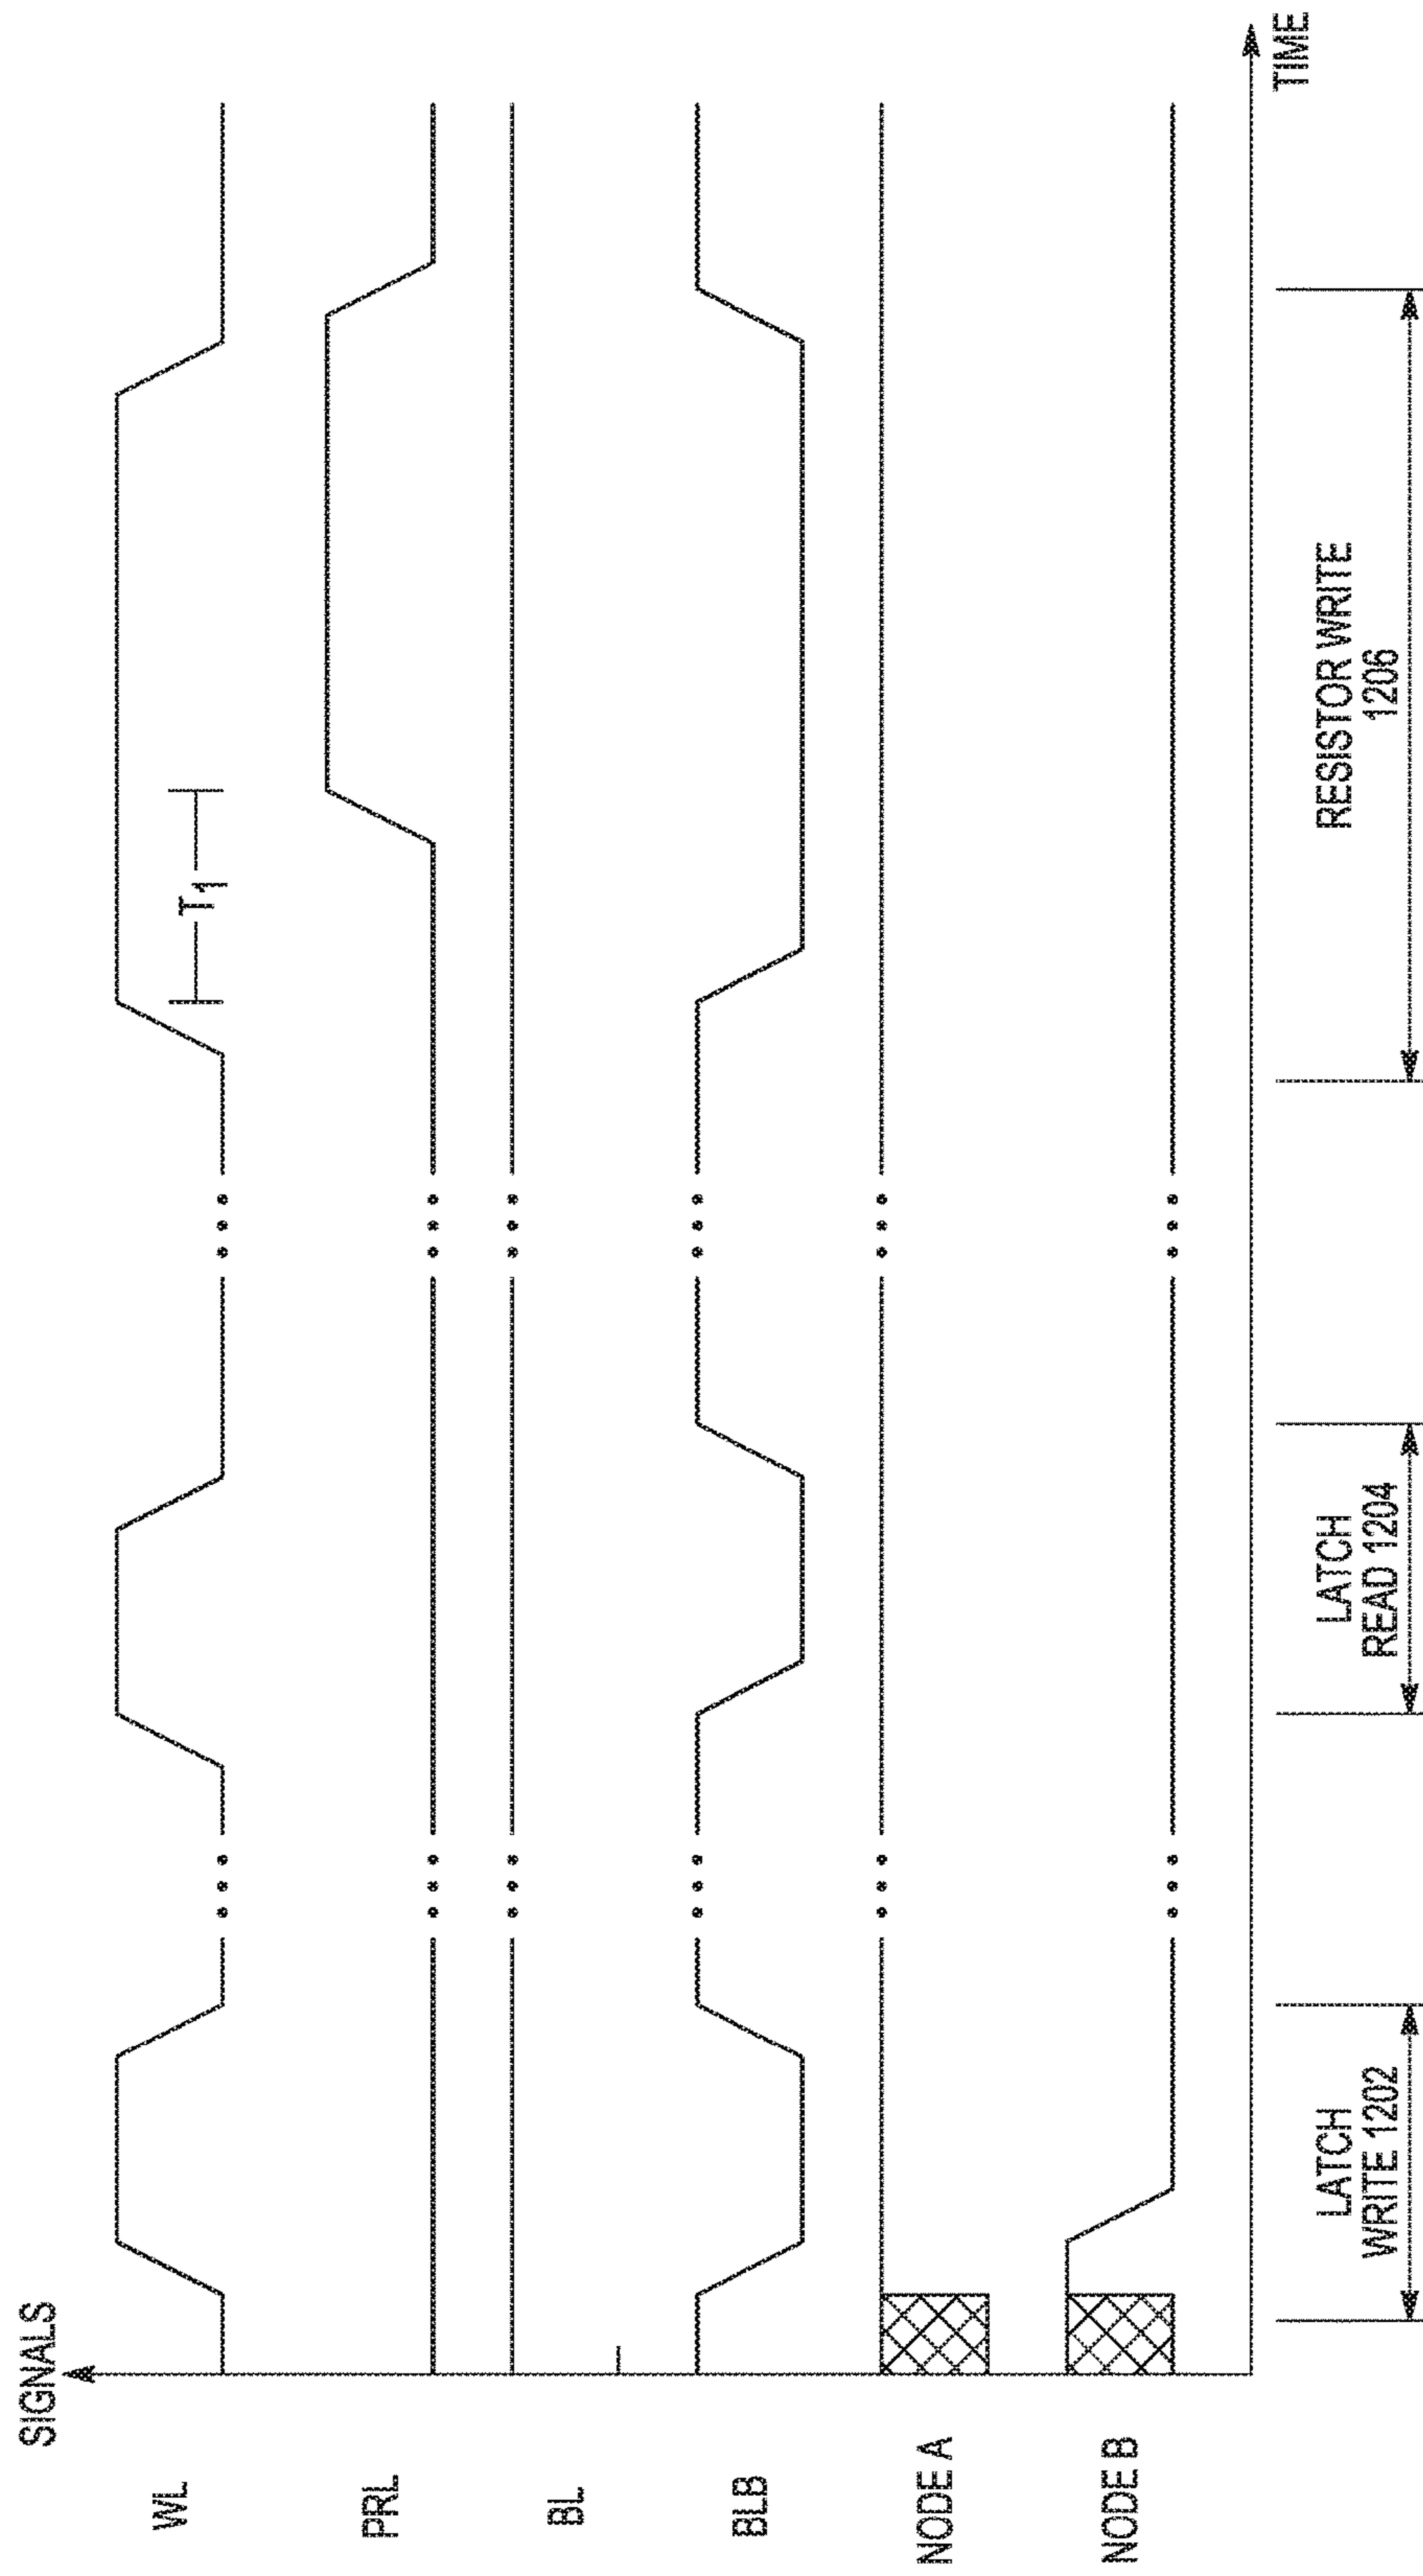 SIGNALS
WL
T1
PRL
BL
BLB
NODE A
NODE B
TIME
LATCH
WRITE 1202
LATCH
READ 1204
RESISTOR WRITE
1206